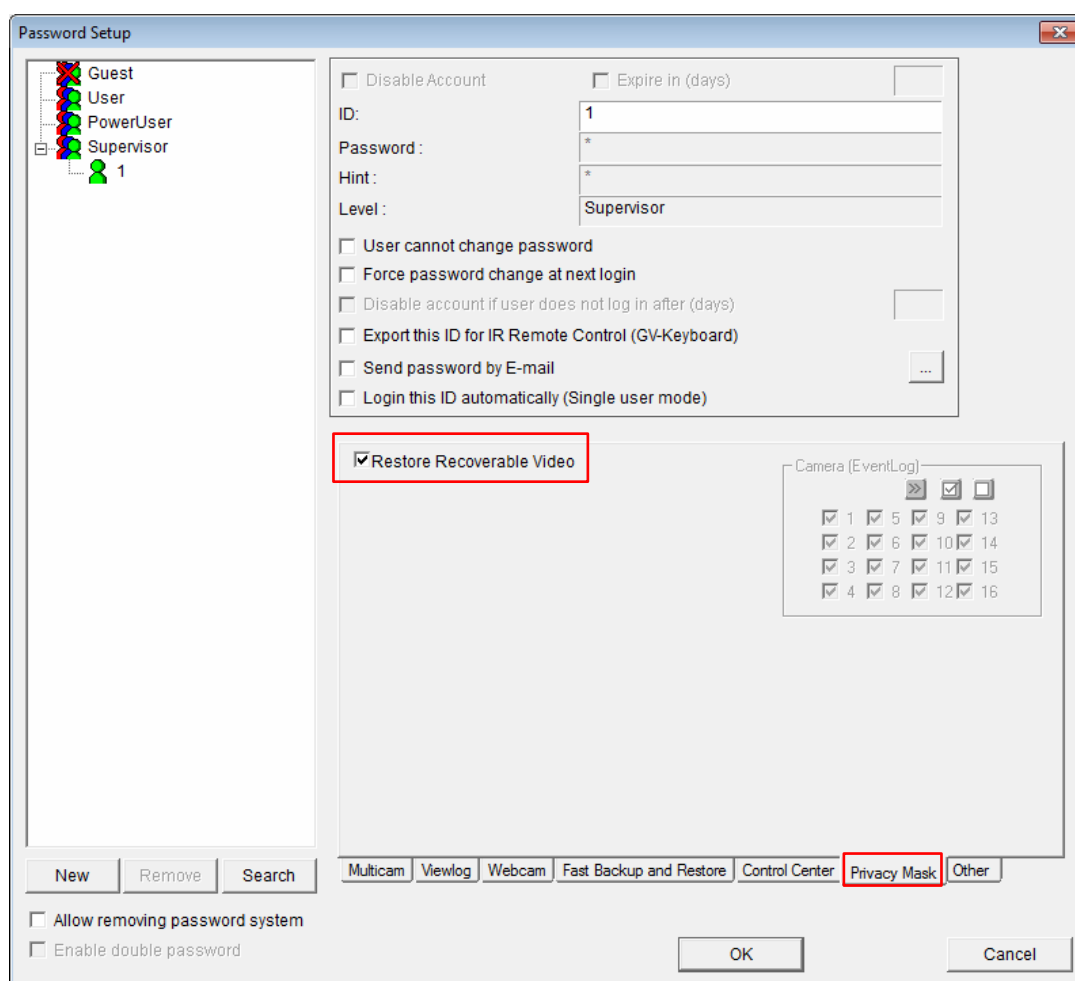 Password Setup
Guest
User
PowerUser
Supervisor
1
Disable Account Expire in (days)
ID: 1
Password : *
Hint : *
Level : Supervisor
User cannot change password
Force password change at next login
Disable account if user does not log in after (days)
Export this ID for IR Remote Control (GV-Keyboard)
Send password by E-mail ...
Login this ID automatically (Single user mode)
Restore Recoverable Video
Camera (EventLog)
>>
1 5 9 13
2 6 10 14
3 7 11 15
4 8 12 16
Multicam Viewlog Webcam Fast Backup and Restore Control Center Privacy Mask Other
New Remove Search
Allow removing password system
Enable double password
OK Cancel